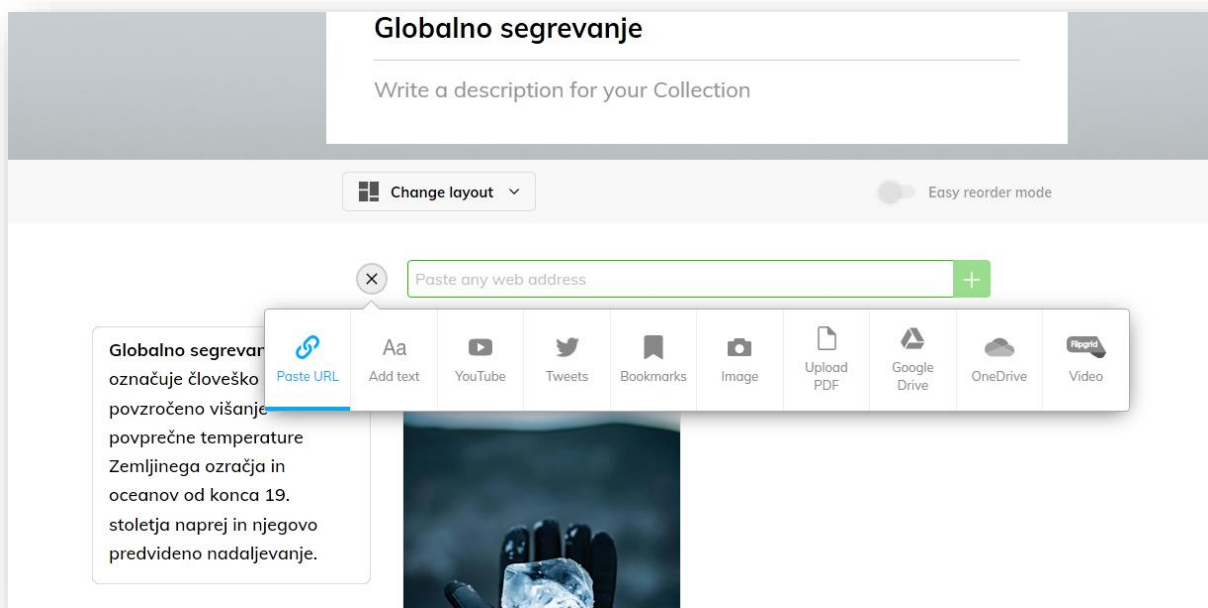 Globalno segrevanje
Write a description for your Collection
Change layout
Easy reorder mode
Paste any web address
Paste URL
Add text
Aa
YouTube
Tweets
Bookmarks
Image
Upload
PDF
Google
Drive
OneDrive
Flipgrid
Video
označuje človeško
povzročeno višanje
povprečne temperature
Zemljinega ozračja in
oceanov od konca 19.
stoletja naprej in njegovo
predvideno nadaljevanje.
Globalno